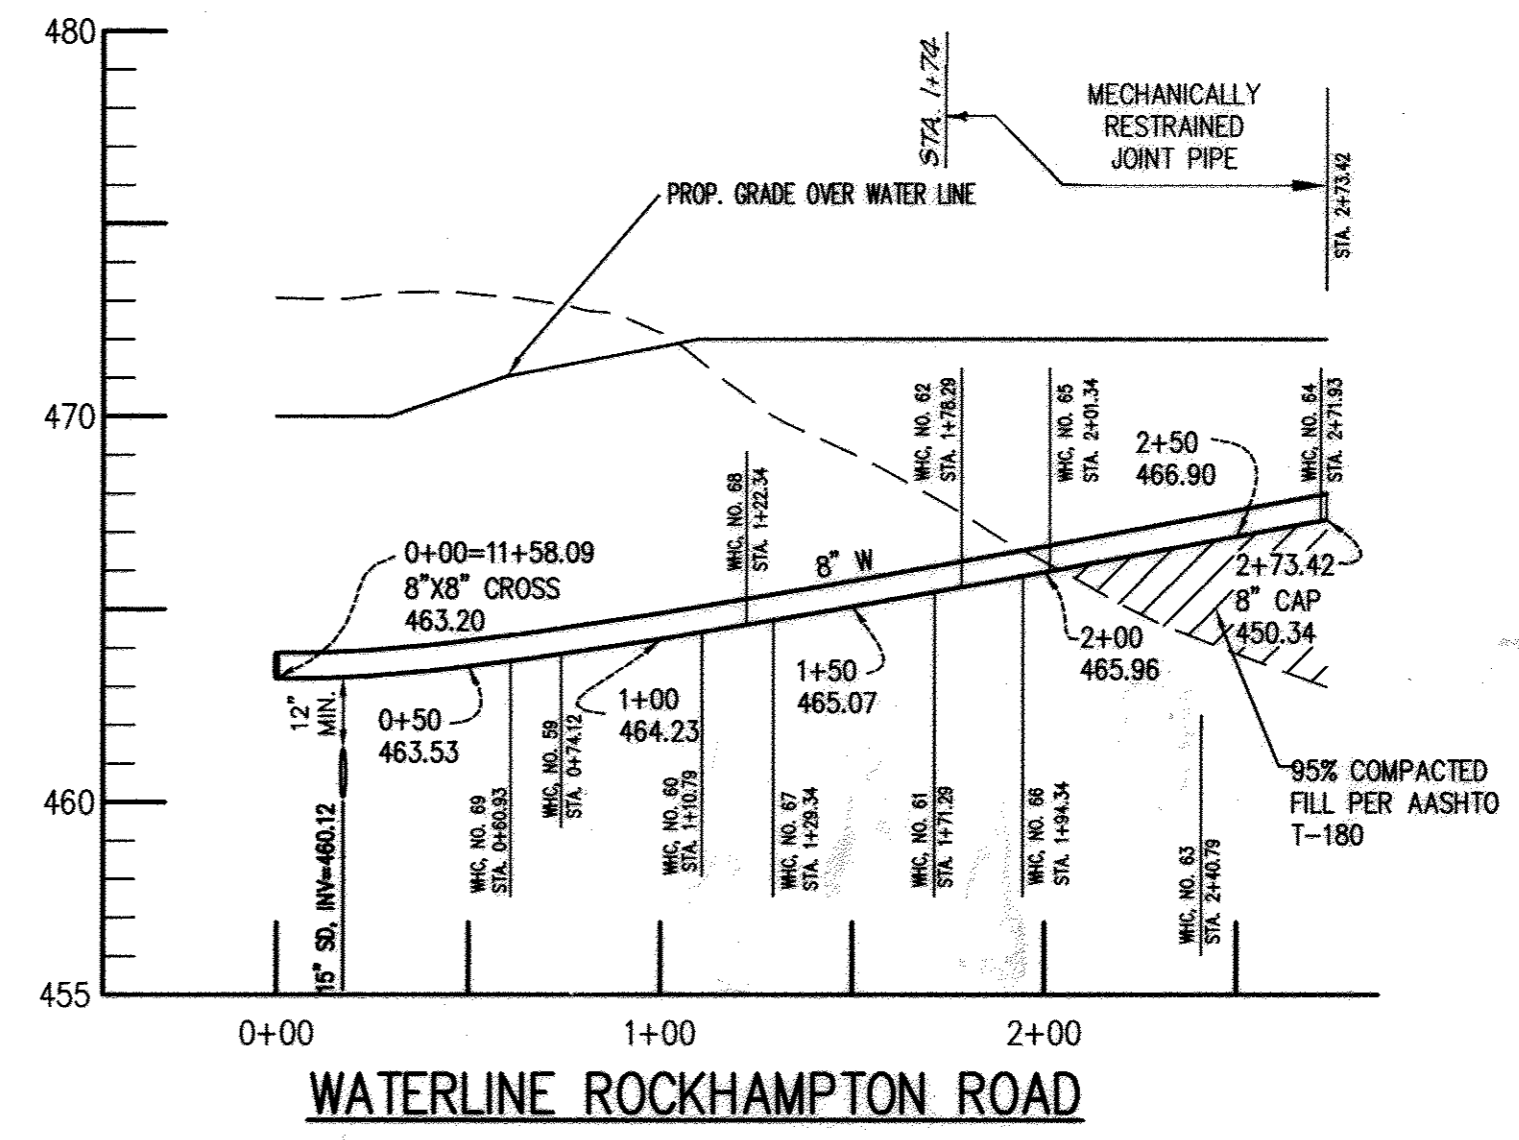 480
STA. 1+74
MECHANICALLY
RESTRAINED
JOINT PIPE
STA. 2+73.42
PROP. GRADE OVER WATER LINE
470
WHC, NO. 62
STA. 1+78.29
WHC, NO. 65
STA. 2+01.34
2+50
466.90
WHC, NO. 64
STA. 2+71.93
WHC, NO. 68
STA. 1+22.34
0+00=11+58.09
8"X8" CROSS
463.20
8" W
2+73.42
8" CAP
450.34
2+00
465.96
1+50
465.07
12"
MIN.
0+50
463.53
1+00
464.23
WHC, NO. 59
STA. 0+74.12
95% COMPACTED
FILL PER AASHTO
T-180
460
15" SD, INV=460.12
WHC, NO. 69
STA. 0+60.93
WHC, NO. 60
STA. 1+10.79
WHC, NO. 67
STA. 1+29.34
WHC, NO. 61
STA. 1+71.29
WHC, NO. 66
STA. 1+94.34
WHC, NO. 63
STA. 2+40.79
455
0+00
1+00
2+00
WATERLINE ROCKHAMPTON ROAD